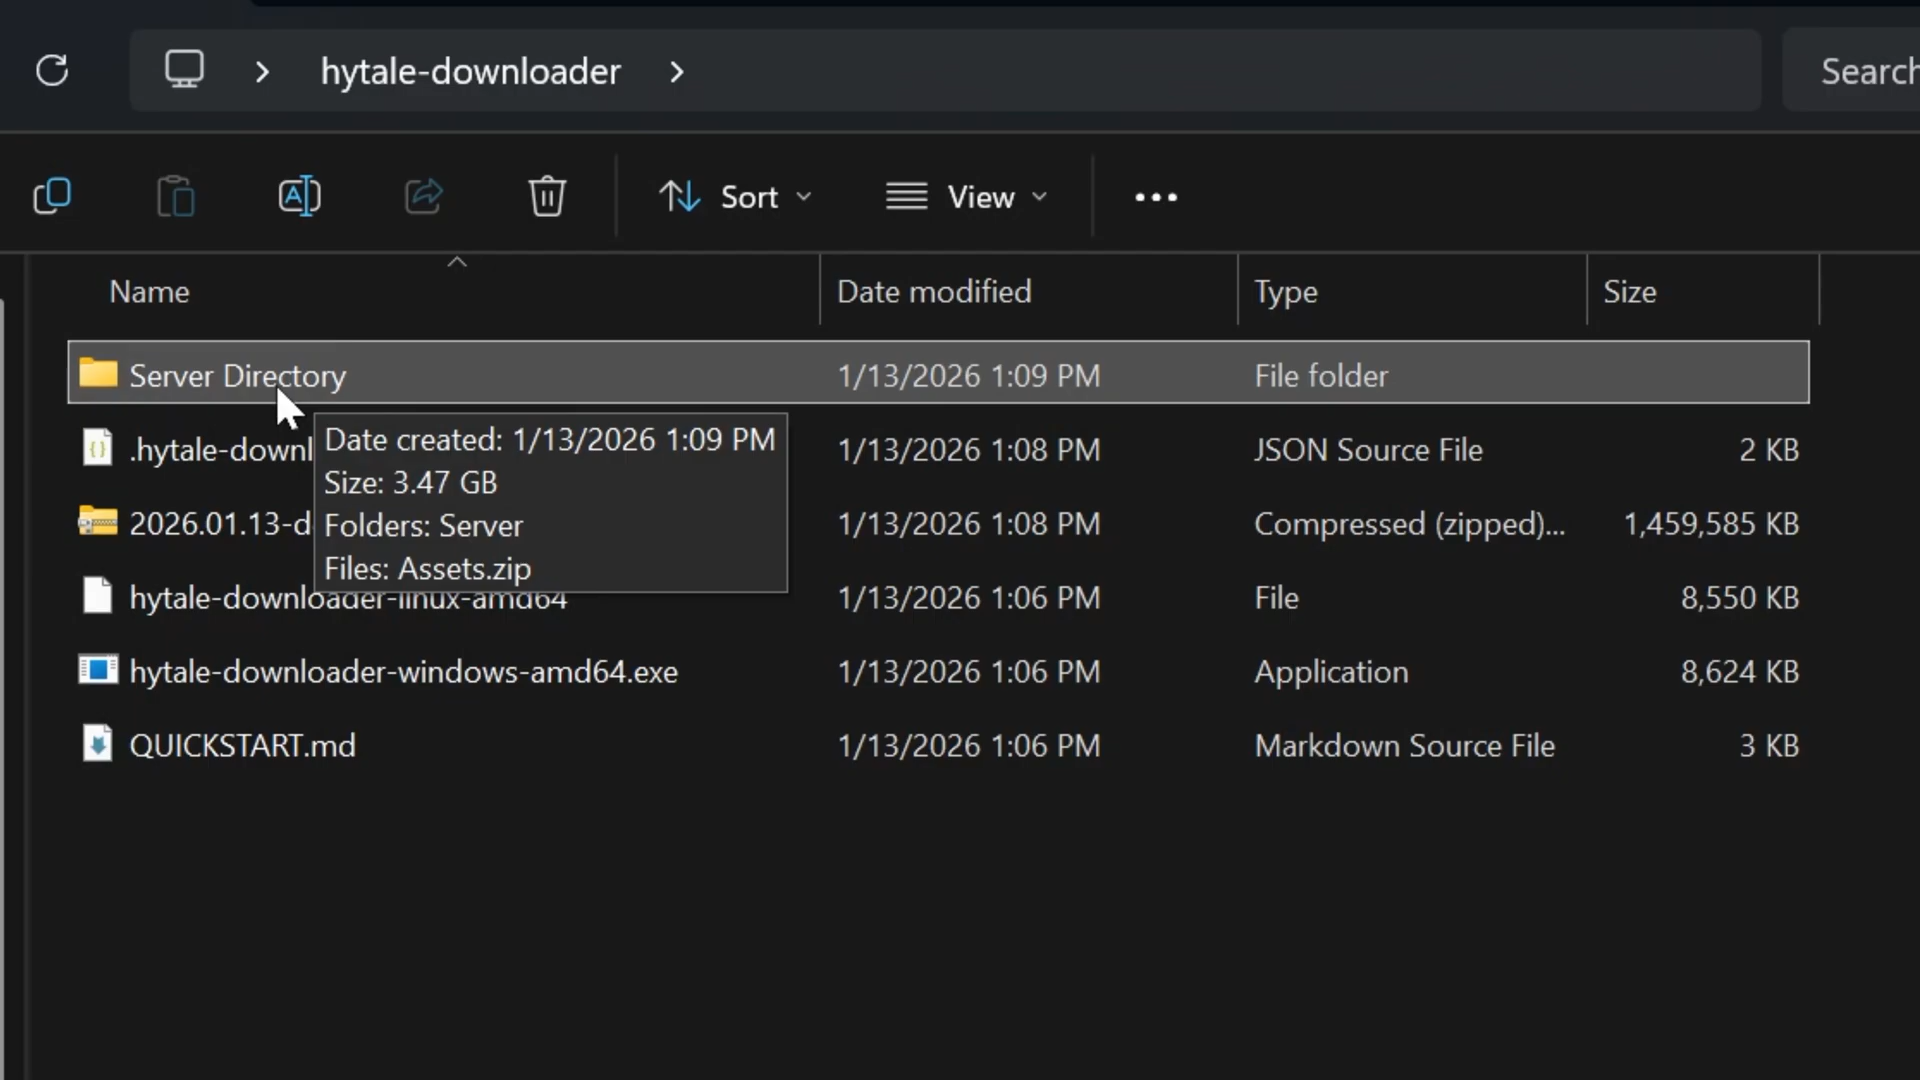 hytale-downloader
Search
Sort
View
Name
Date modified
Type
Size
Server Directory
1/13/2026 1:09 PM
File folder
Date created: 1/13/2026 1:09 PM
Size: 3.47 GB
Folders: Server
Files: Assets.zip
.hytale-downl
1/13/2026 1:08 PM
JSON Source File
2 KB
2026.01.13-d
1/13/2026 1:08 PM
Compressed (zipped)...
1,459,585 KB
hytale-downloader-linux-amd64
1/13/2026 1:06 PM
File
8,550 KB
hytale-downloader-windows-amd64.exe
1/13/2026 1:06 PM
Application
8,624 KB
QUICKSTART.md
1/13/2026 1:06 PM
Markdown Source File
3 KB